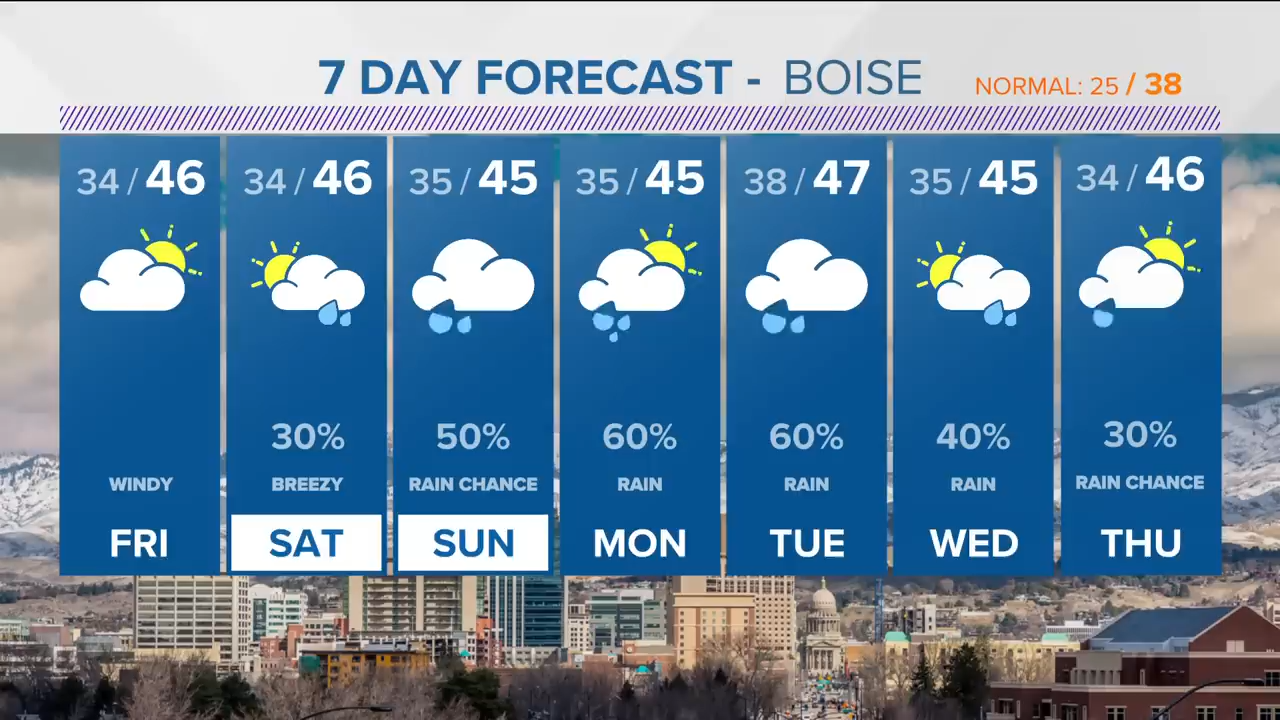 7 DAY FORECAST - BOISE
NORMAL: 25 / 38
34 / 46
34 / 46
35 / 45
35 / 45
38 / 47
35 / 45
34 / 46
30%
50%
60%
60%
40%
30%
WINDY
BREEZY
RAIN CHANCE
RAIN
RAIN
RAIN
RAIN CHANCE
FRI
SAT
SUN
MON
TUE
WED
THU